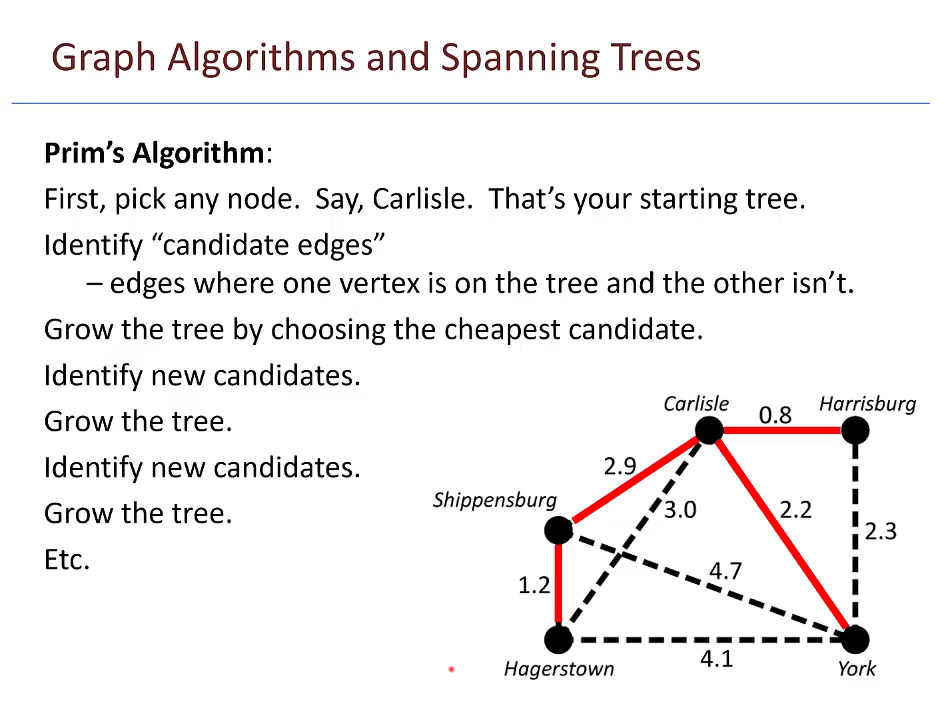 Graph Algorithms and Spanning Trees
Prim’s Algorithm:
First, pick any node.  Say, Carlisle.  That’s your starting tree.
Identify “candidate edges”
– edges where one vertex is on the tree and the other isn’t.
Grow the tree by choosing the cheapest candidate.
Identify new candidates.
Grow the tree.
Identify new candidates.
Grow the tree.
Etc.
Carlisle
Harrisburg
0.8
2.9
Shippensburg
3.0
2.2
2.3
4.7
1.2
4.1
Hagerstown
York